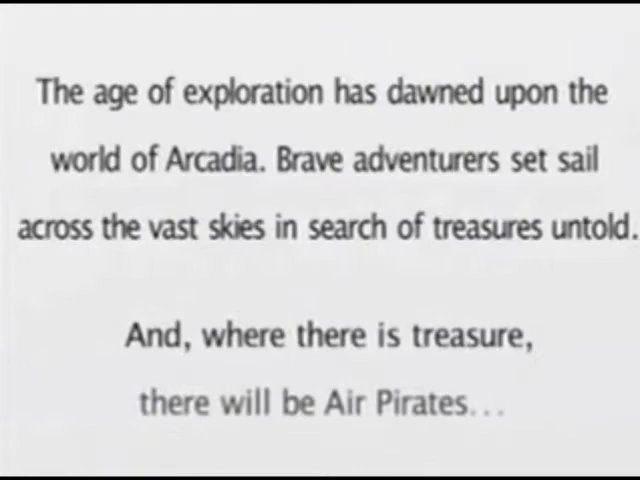 The age of exploration has dawned upon the
world of Arcadia. Brave adventurers set sail
across the vast skies in search of treasures untold.
And, where there is treasure,
there will be Air Pirates...